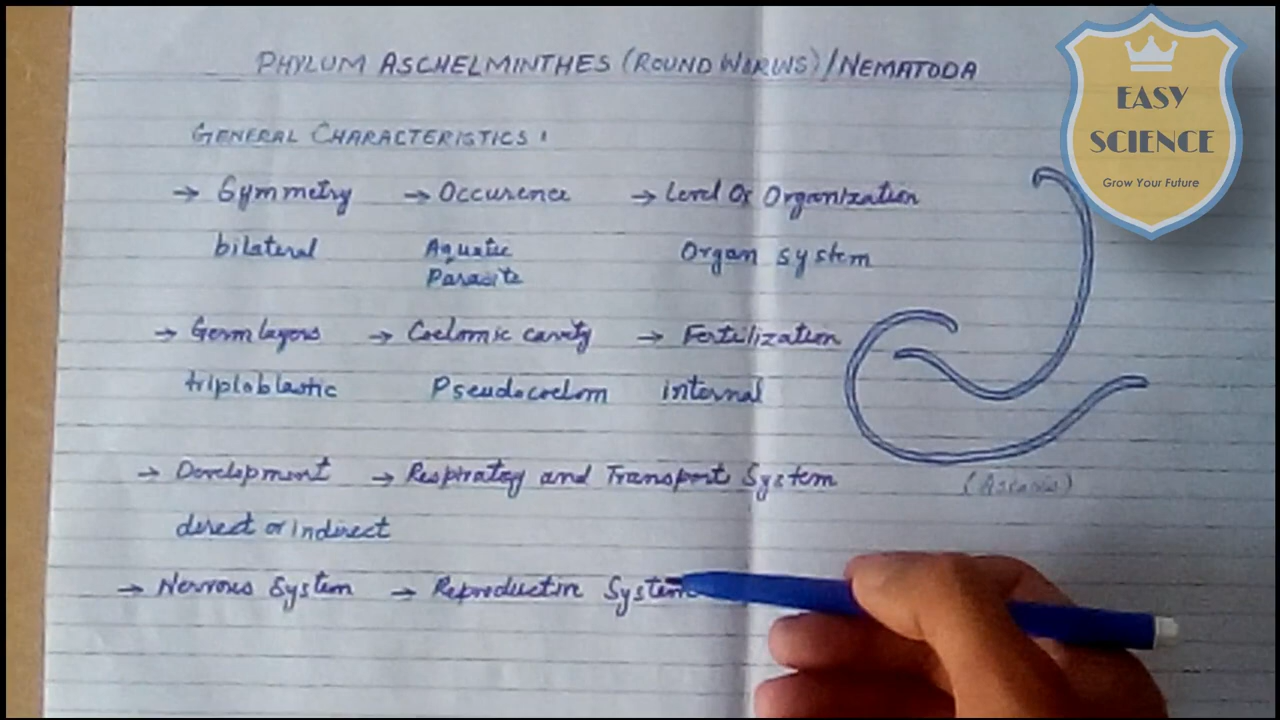 PHYLUM ASCHELMINTHES (ROUND WORMS) / NEMATODA
EASY
SCIENCE
Grow Your Future
GENERAL CHARACTERISTICS :
→ Symmetry → Occurence → Level Of Organization
bilateral Aquatic Organ system
Parasite
→ Germ layers → Coelomic cavity → Fertilization
triploblastic Pseudocoelom internal
→ Development → Respiratory and Transport System
(Ascaris)
direct or Indirect
→ Nervous System → Reproductive System